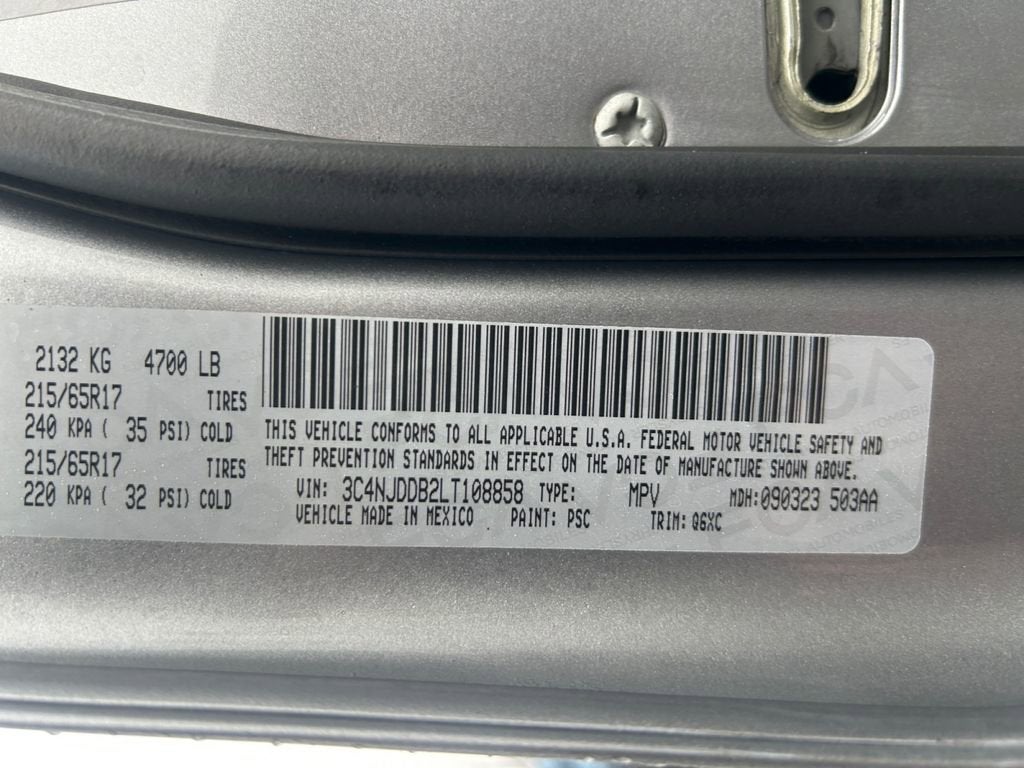 2132 KG 4700 LB
215/65R17 TIRES
240 KPA ( 35 PSI) COLD
215/65R17 TIRES
220 KPA ( 32 PSI) COLD
THIS VEHICLE CONFORMS TO ALL APPLICABLE U.S.A. FEDERAL MOTOR VEHICLE SAFETY AND
THEFT PREVENTION STANDARDS IN EFFECT ON THE DATE OF MANUFACTURE SHOWN ABOVE.
VIN: 3C4NJDDB2LT108858 TYPE: MPV MDH:090323 503AA
VEHICLE MADE IN MEXICO PAINT: PSC TRIM: Q6XC